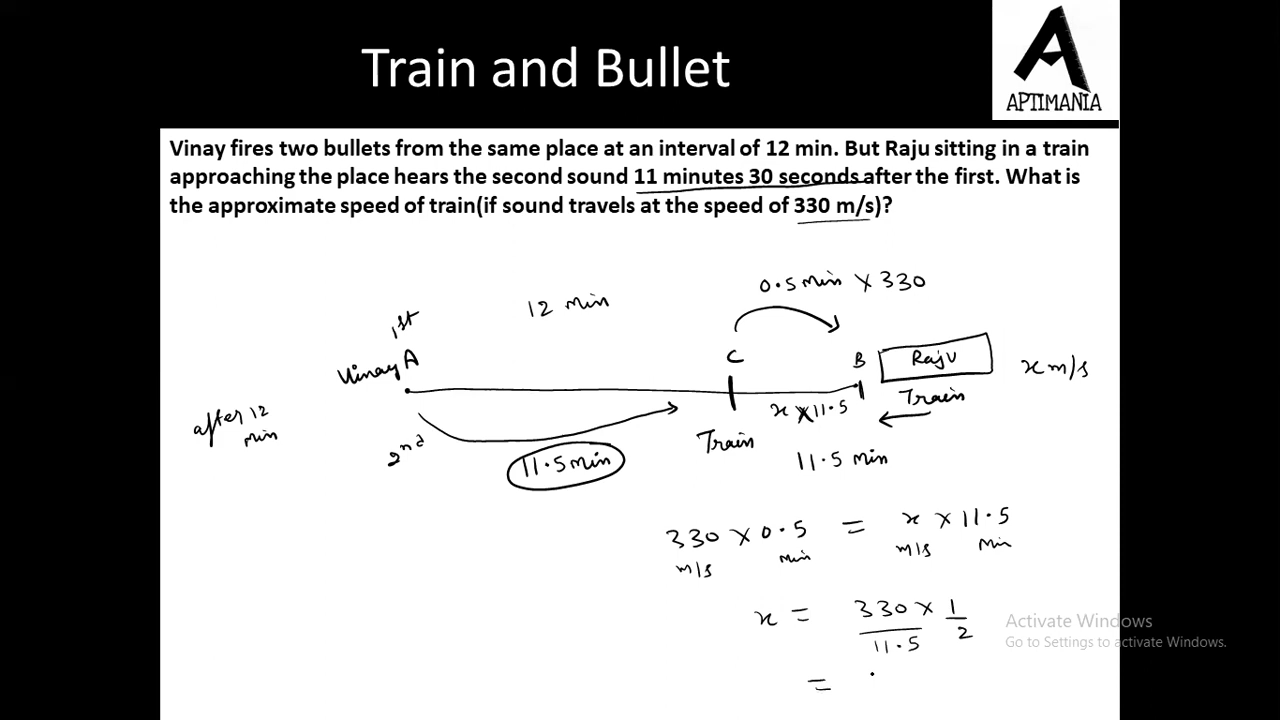 Train and Bullet
A
APTIMANIA
Vinay fires two bullets from the same place at an interval of 12 min. But Raju sitting in a train
approaching the place hears the second sound 11 minutes 30 seconds after the first. What is
the approximate speed of train(if sound travels at the speed of 330 m/s)?
0.5 Min X 330
12 Min
1st
Vinay A
C
B
Raju
x m/s
Train
x X 11.5
after 12
Min
2nd
11.5 Min
Train
11.5 Min
330 X 0.5 = x X 11.5
m/s Min m/s Min
x = 330 X 1
11.5 2
=
Activate Windows
Go to Settings to activate Windows.